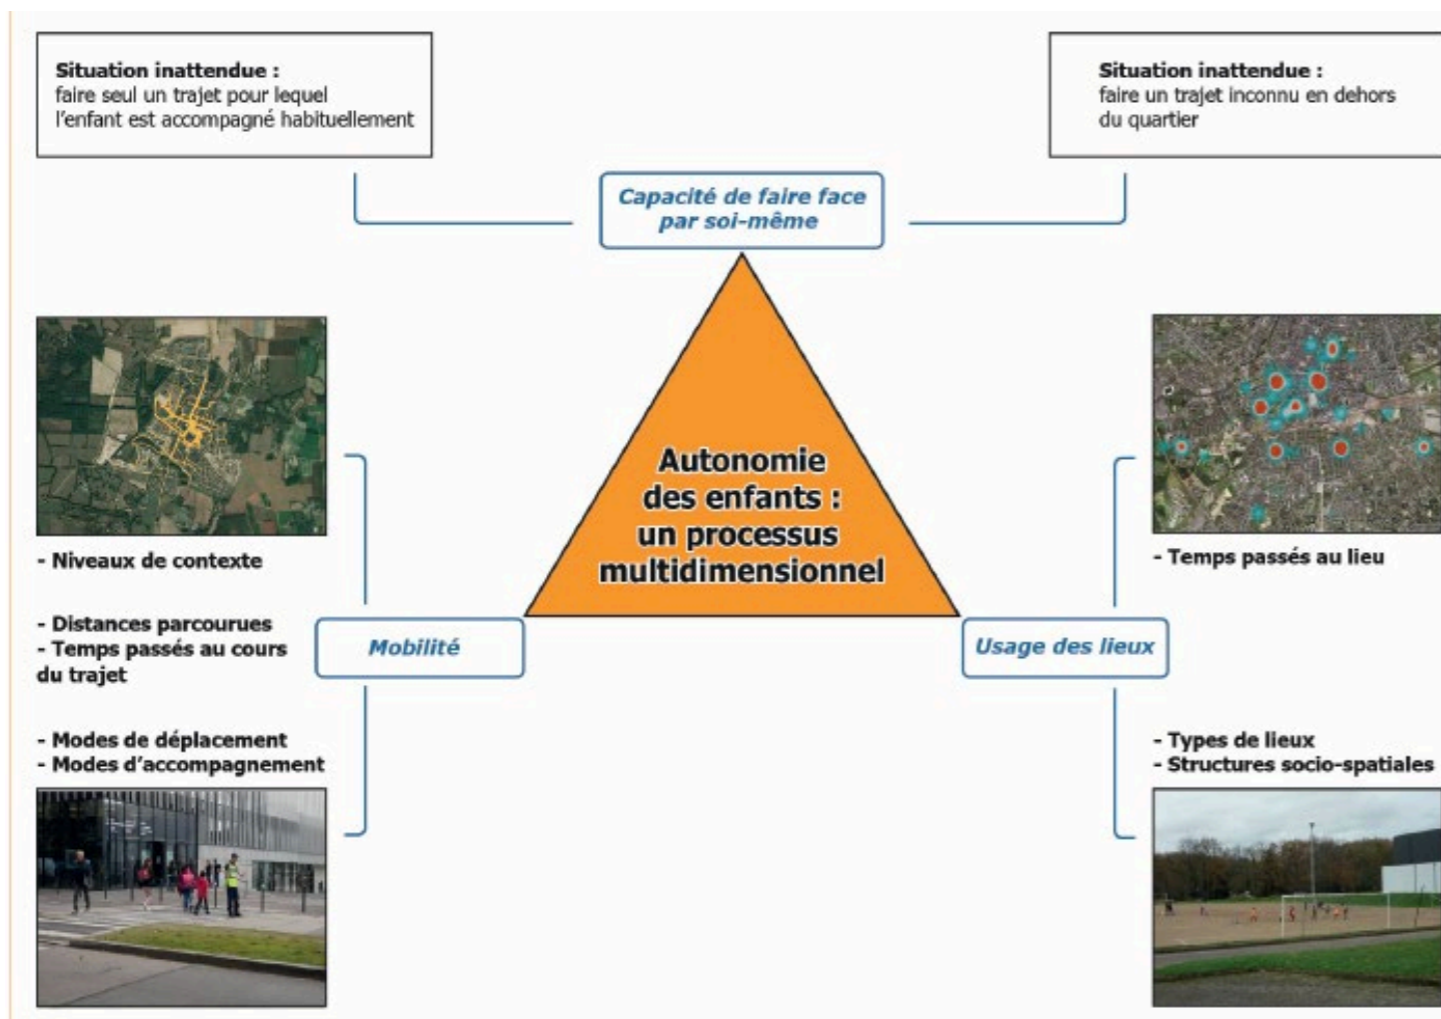 Situation inattendue :
faire seul un trajet pour lequel
l'enfant est accompagné habituellement
Situation inattendue :
faire un trajet inconnu en dehors
du quartier
Capacité de faire face
par soi-même
Autonomie
des enfants :
un processus
multidimensionnel
- Niveaux de contexte
- Distances parcourues
- Temps passés au cours
du trajet
Mobilité
- Modes de déplacement
- Modes d'accompagnement
- Temps passés au lieu
Usage des lieux
- Types de lieux
- Structures socio-spatiales